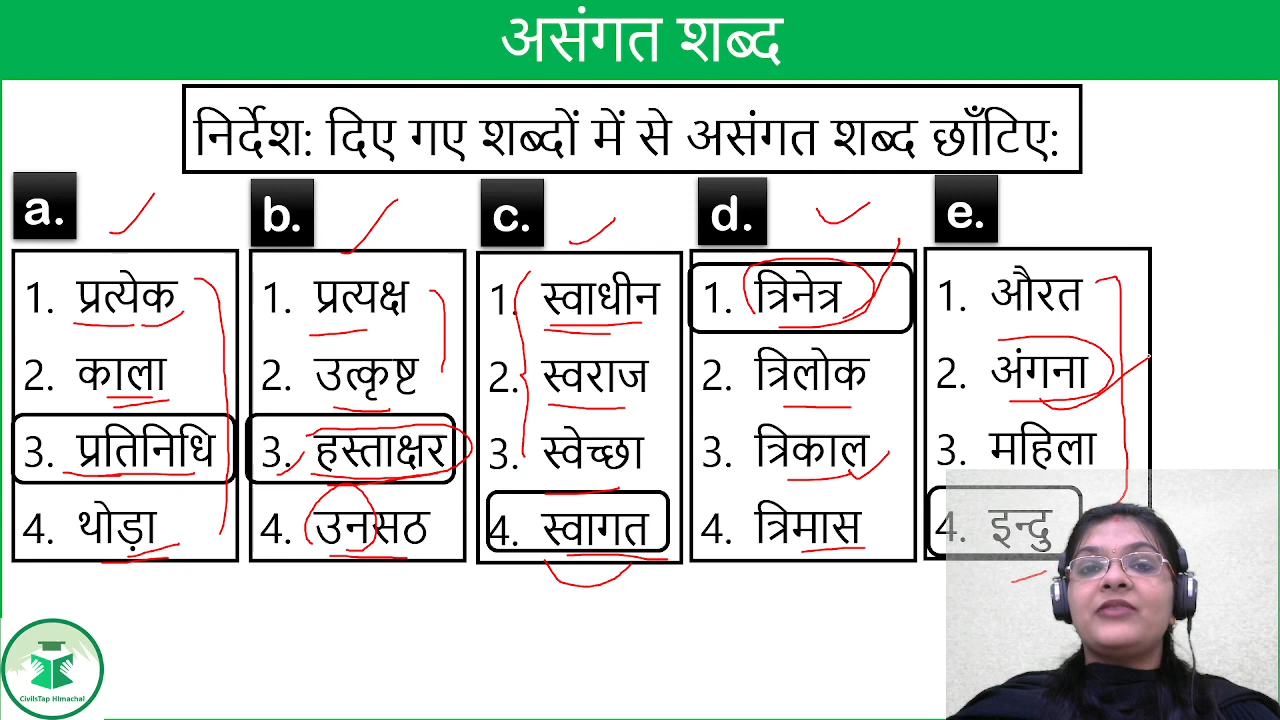 असंगत शब्द
निर्देश: दिए गए शब्दों में से असंगत शब्द छाँटिए:
a.
1. प्रत्येक
2. काला
3. प्रतिनिधि
4. थोड़ा
b.
1. प्रत्यक्ष
2. उत्कृष्ट
3. हस्ताक्षर
4. उनसठ
c.
1. स्वाधीन
2. स्वराज
3. स्वेच्छा
4. स्वागत
d.
1. त्रिनेत्र
2. त्रिलोक
3. त्रिकाल
4. त्रिमास
e.
1. औरत
2. अंगना
3. महिला
4. इन्दु
CivilsTap HImachal